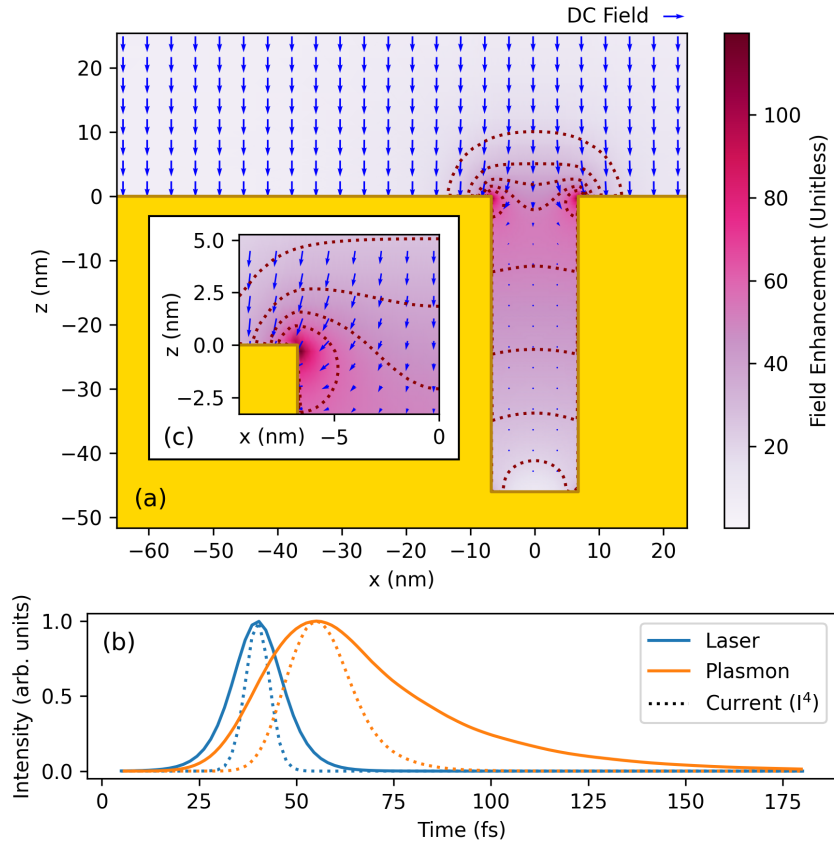 DC Field
20
10
0
−10
−20
−30
−40
−50
z (nm)
−60
−50
−40
−30
−20
−10
0
10
20
x (nm)
(a)
5.0
2.5
0.0
−2.5
z (nm)
x (nm)
−5
0
(c)
100
80
60
40
20
Field Enhancement (Unitless)
(b)
1.0
0.5
0.0
Intensity (arb. units)
Laser
Plasmon
Current (I⁴)
0
25
50
75
100
125
150
175
Time (fs)